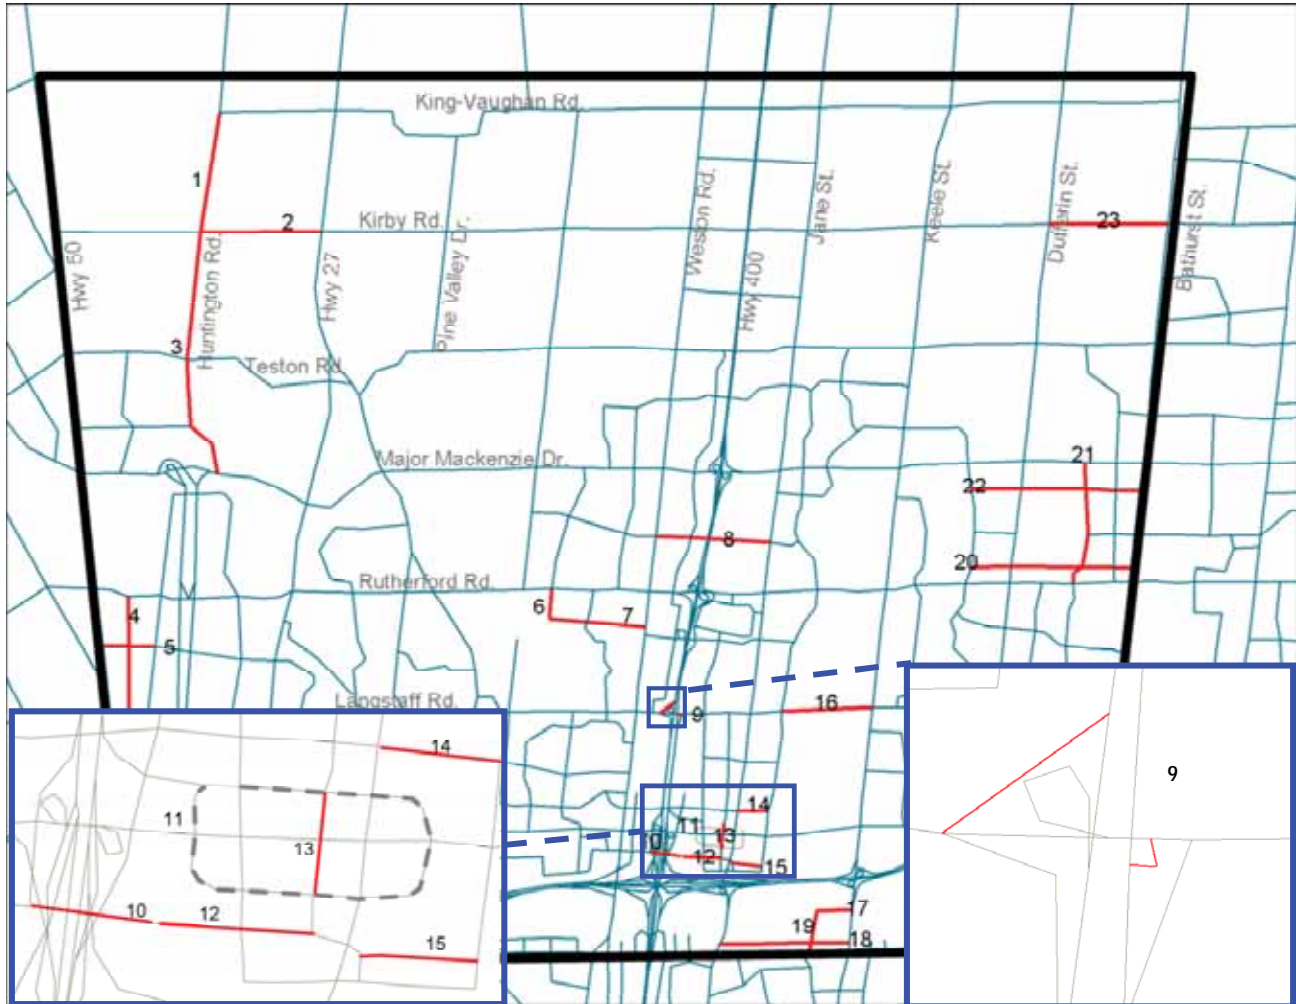 King-Vaughan Rd.
1
2
Kirby Rd.
23
Hwy 50
Huntington Rd.
Hwy 27
Pine Valley Dr.
Weston Rd.
Hwy 400
Jane St.
Keele St.
Dufferin St.
Bathurst St.
3
Teston Rd.
Major Mackenzie Dr.
21
22
8
20
Rutherford Rd.
6
7
4
5
Langstaff Rd.
9
16
14
11
13
10
12
15
17
19
18
14
11
13
10
12
15
9